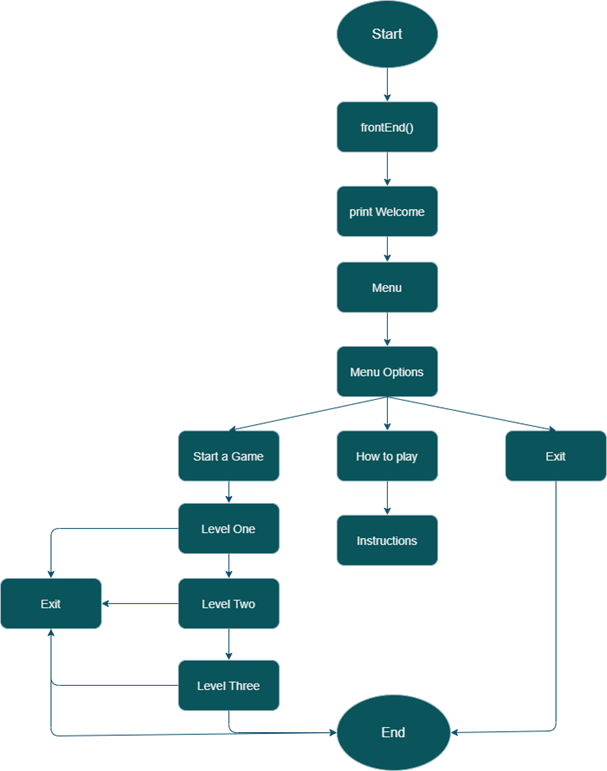 Start
frontEnd()
print Welcome
Menu
Menu Options
Start a Game
How to play
Exit
Level One
Instructions
Exit
Level Two
Level Three
End